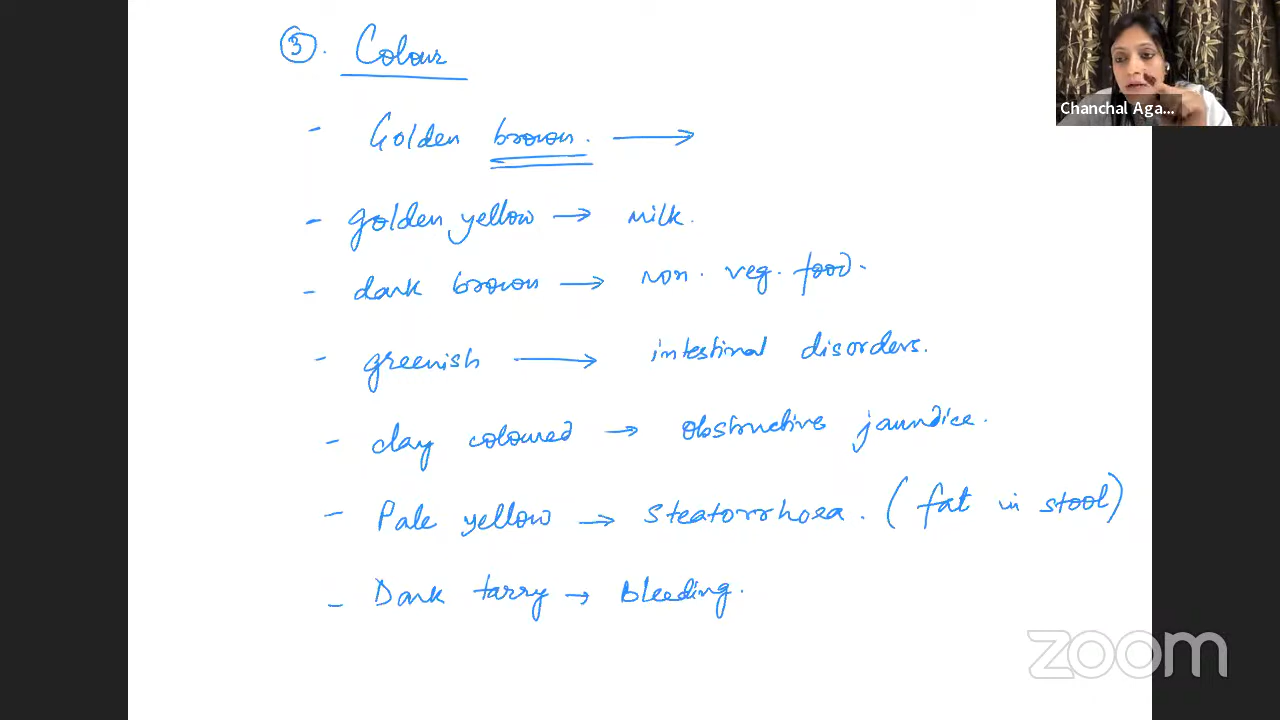 3. Colour
- Golden brown. →
- golden yellow → milk.
- dark brown → non. veg. food.
- greenish → intestinal disorders.
- clay coloured → obstructive jaundice.
- Pale yellow → steatorrhoea. (fat in stool)
- Dark tarry → bleeding.
Chanchal Aga...
zoom